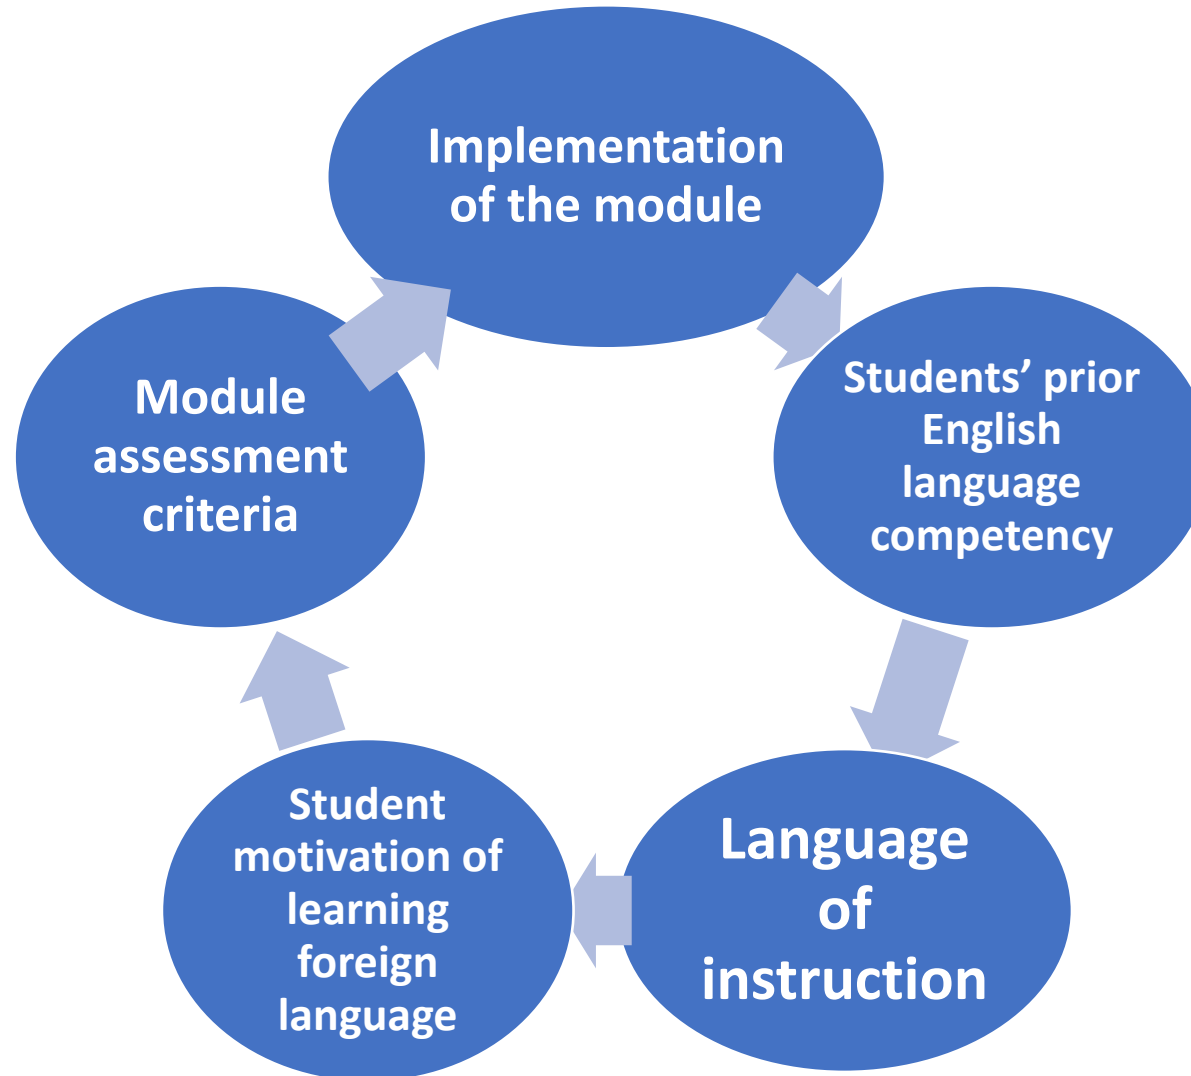 Implementation
of the module
Students’ prior
English
language
competency
Language
of
instruction
Student
motivation of
learning
foreign
language
Module
assessment
criteria